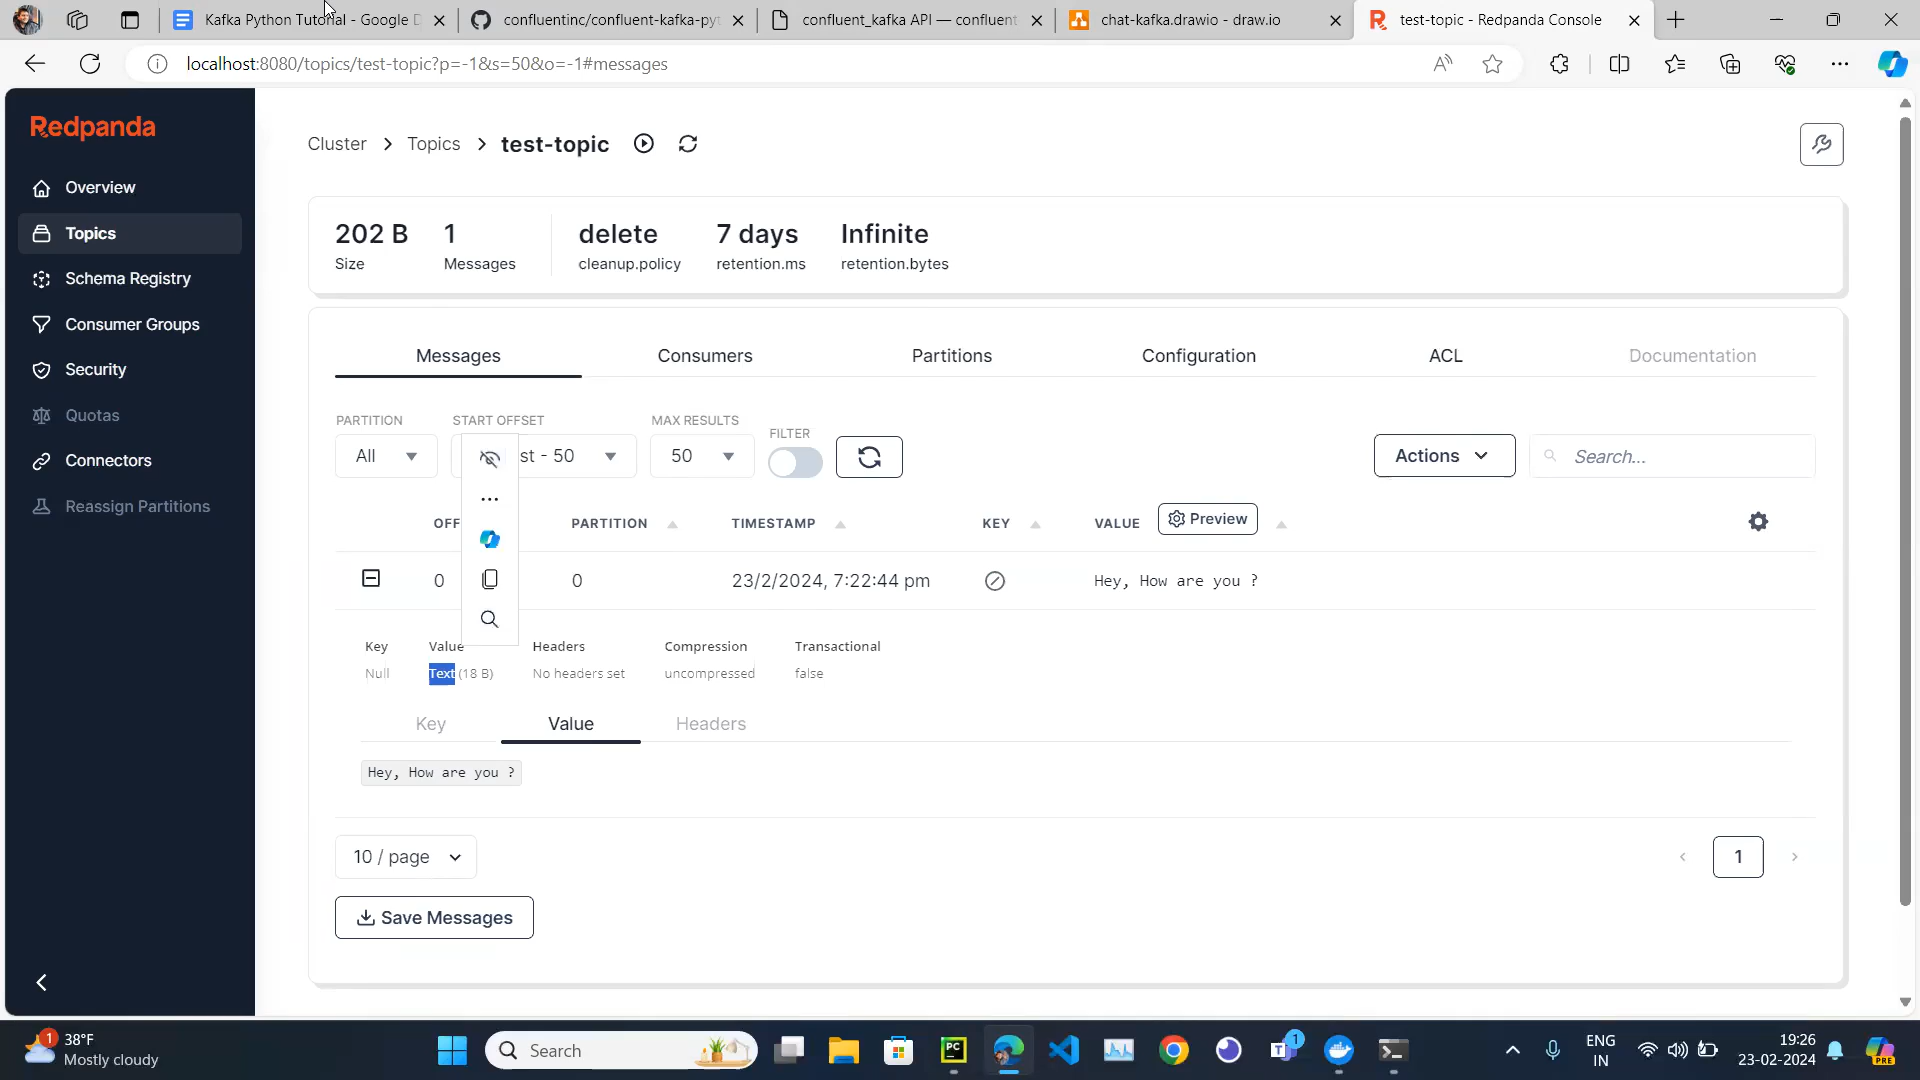 Kafka Python Tutorial - Google D
confluentinc/confluent-kafka-pyt
confluent_kafka API — confluent
chat-kafka.drawio - draw.io
test-topic - Redpanda Console
localhost:8080/topics/test-topic?p=-1&s=50&o=-1#messages
Redpanda
Overview
Topics
Schema Registry
Consumer Groups
Security
Quotas
Connectors
Reassign Partitions
Cluster > Topics > test-topic
202 B 1 delete 7 days Infinite
Size Messages cleanup.policy retention.ms retention.bytes
Messages Consumers Partitions Configuration ACL Documentation
PARTITION START OFFSET MAX RESULTS FILTER
All st - 50 50 Actions Search...
OFF PARTITION TIMESTAMP KEY VALUE Preview
0 0 23/2/2024, 7:22:44 pm Hey, How are you ?
Key Value Headers Compression Transactional
Null Text (18 B) No headers set uncompressed false
Key Value Headers
Hey, How are you ?
10 / page 1
Save Messages
1 38°F
Mostly cloudy
Search
PC
T 1
ENG
IN
19:26
23-02-2024
PRE